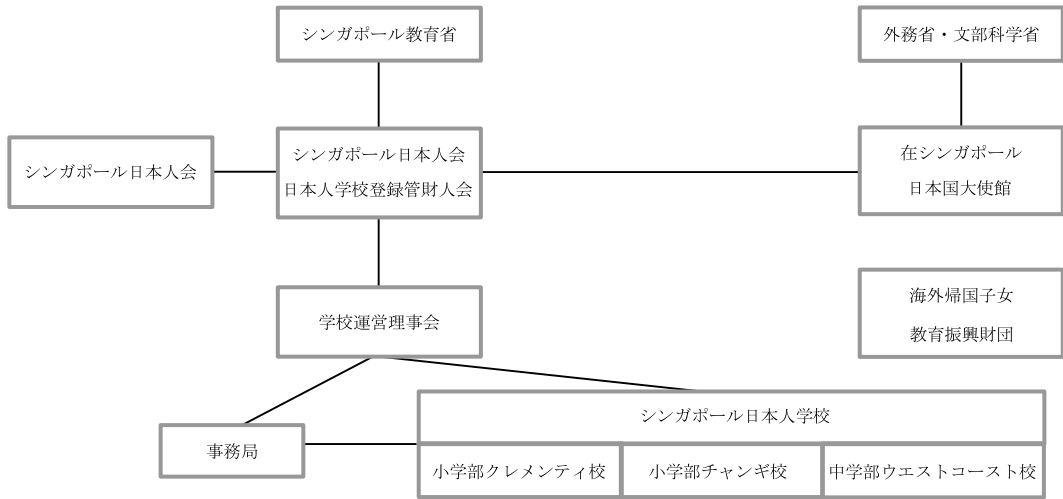 シンガポール教育省
外務省・文部科学省
シンガポール日本人会
シンガポール日本人会
日本人学校登録管財人会
在シンガポール
日本国大使館
学校運営理事会
海外帰国子女
教育振興財団
事務局
シンガポール日本人学校
小学部クレメンティ校
小学部チャンギ校
中学部ウエストコースト校